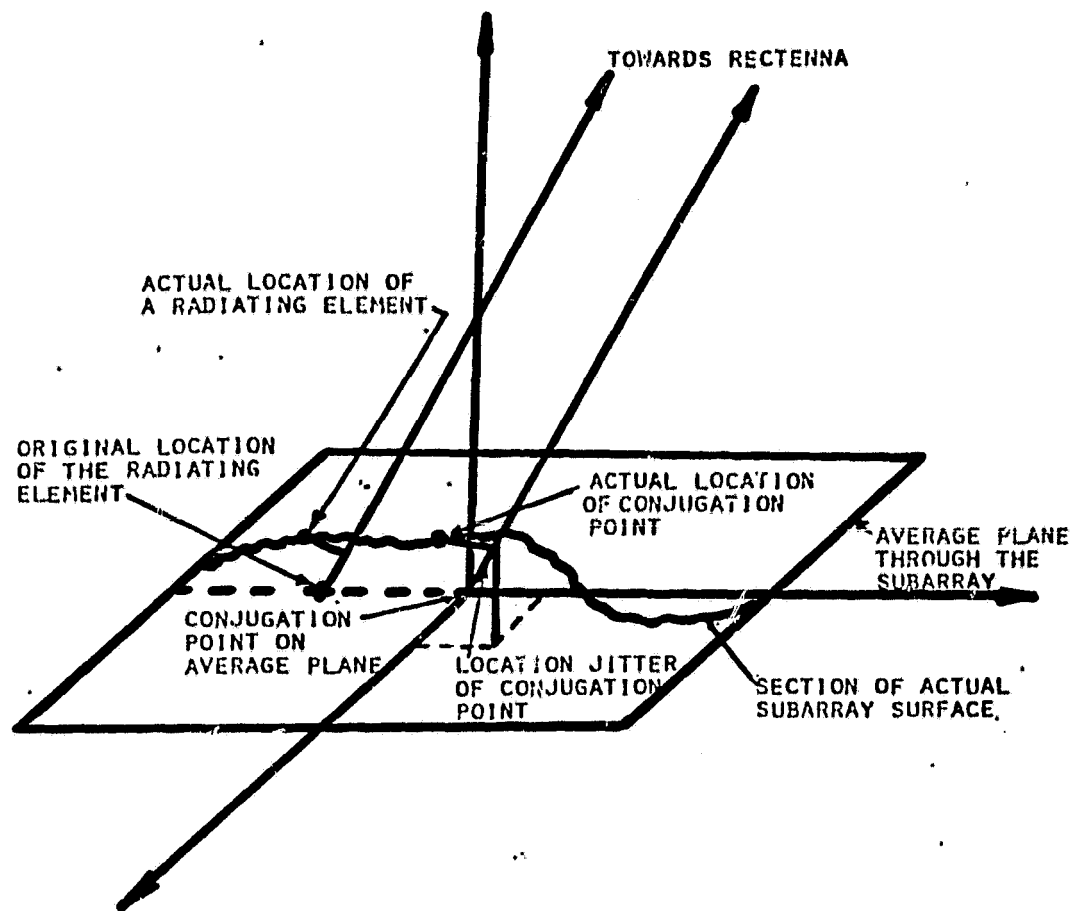 TOWARDS RECTENNA
ACTUAL LOCATION OF
A RADIATING ELEMENT
ORIGINAL LOCATION
OF THE RADIATING
ELEMENT
ACTUAL LOCATION
OF CONJUGATION
POINT
AVERAGE PLANE
THROUGH THE
SUBARRAY
CONJUGATION
POINT ON
AVERAGE PLANE
LOCATION JITTER
OF CONJUGATION
POINT
SECTION OF ACTUAL
SUBARRAY SURFACE.